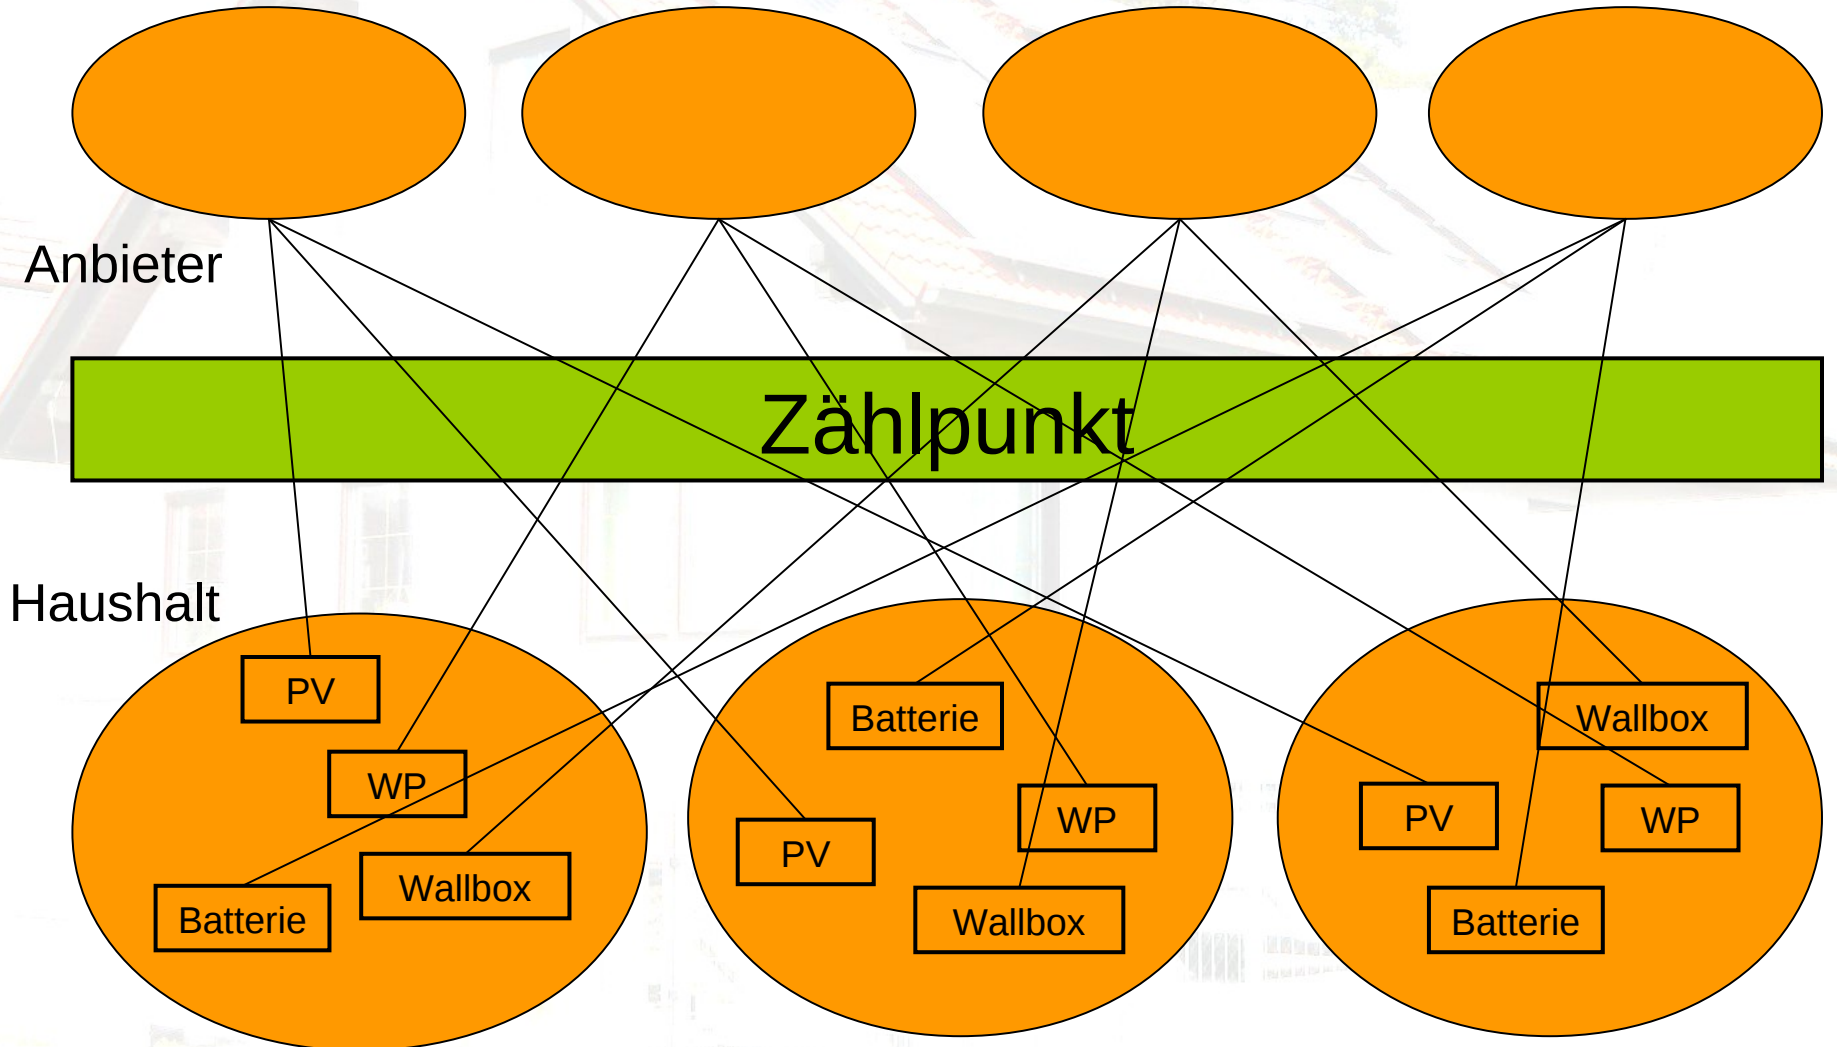 Anbieter
Zählpunkt
Haushalt
PV
WP
Wallbox
Batterie
Batterie
WP
PV
Wallbox
Wallbox
PV
WP
Batterie